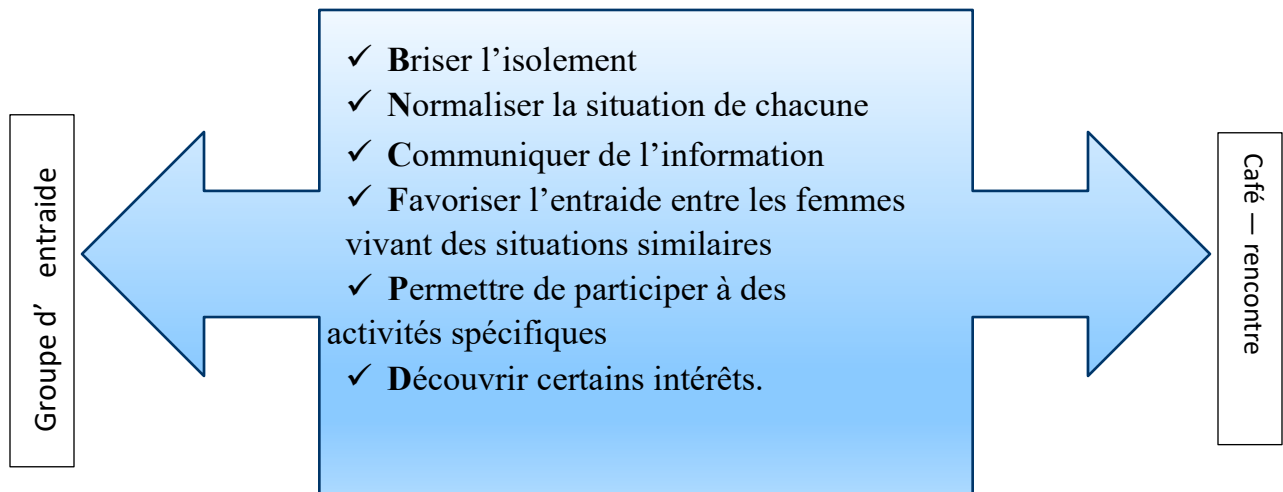 Groupe d’ entraide
✓ Briser l’isolement
✓ Normaliser la situation de chacune
✓ Communiquer de l’information
✓ Favoriser l’entraide entre les femmes
vivant des situations similaires
✓ Permettre de participer à des
activités spécifiques
✓ Découvrir certains intérêts.
Café — rencontre